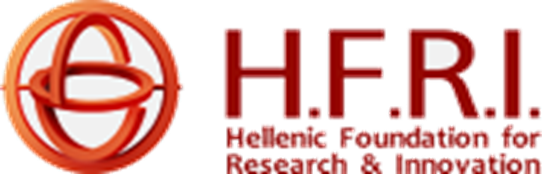 H.F.R.I.
Hellenic Foundation for
Research & Innovation